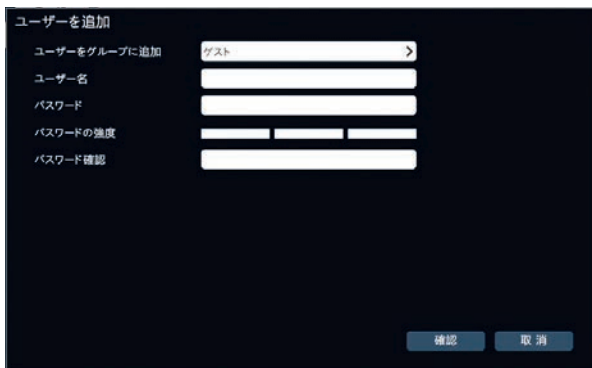 ユーザーを追加
ユーザーをグループに追加 ゲスト >
ユーザー名
パスワード
パスワードの強度
パスワード確認
確認 取消